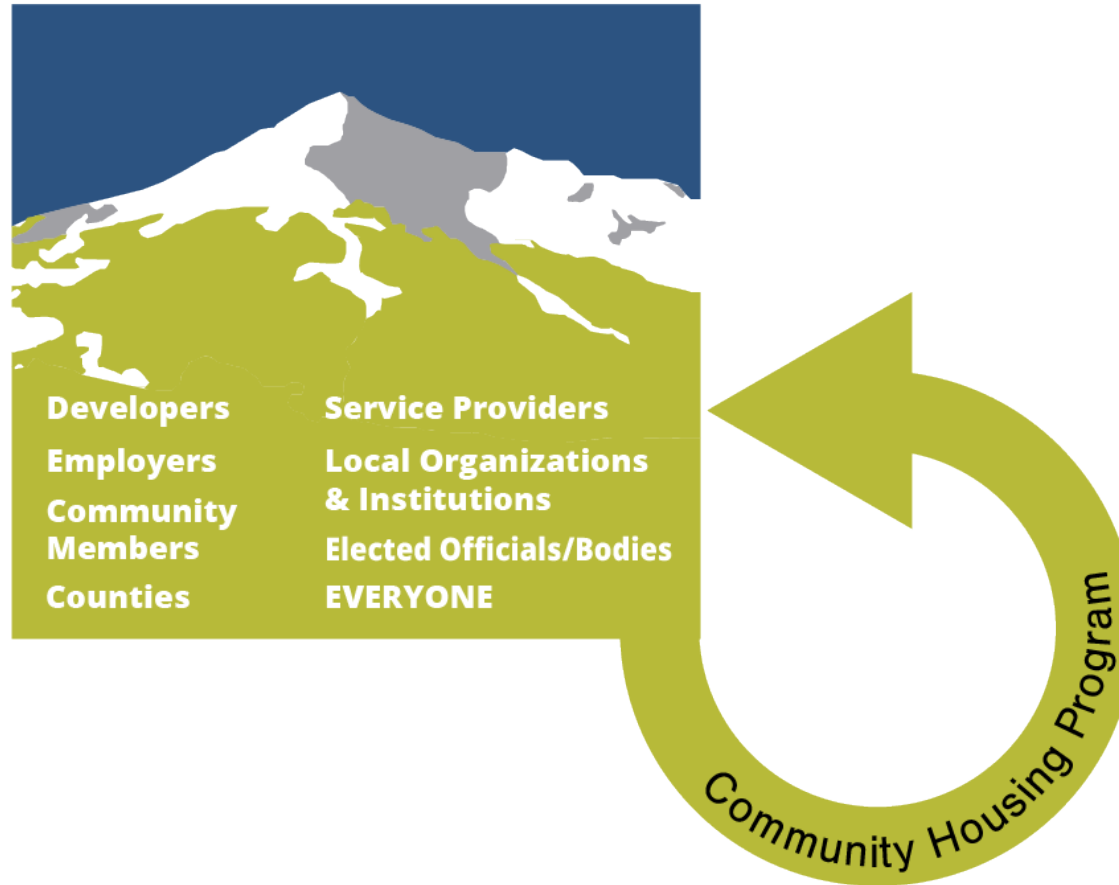 Developers
Employers
Community
Members
Counties
Service Providers
Local Organizations
& Institutions
Elected Officials/Bodies
EVERYONE
Community Housing Program